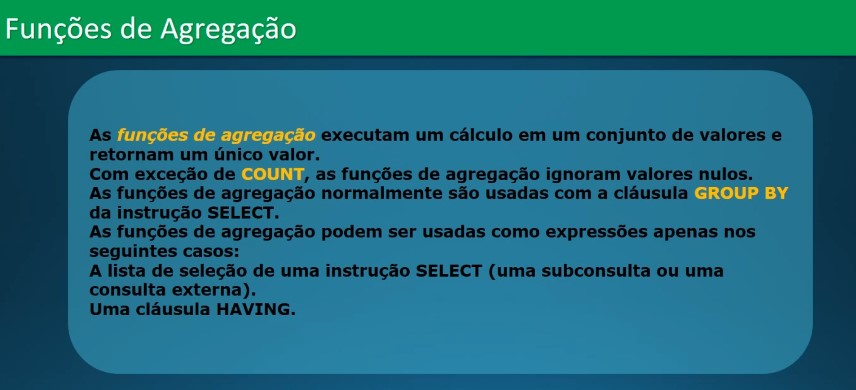 Funções de Agregação
As funções de agregação executam um cálculo em um conjunto de valores e
retornam um único valor.
Com exceção de COUNT, as funções de agregação ignoram valores nulos.
As funções de agregação normalmente são usadas com a cláusula GROUP BY
da instrução SELECT.
As funções de agregação podem ser usadas como expressões apenas nos
seguintes casos:
A lista de seleção de uma instrução SELECT (uma subconsulta ou uma
consulta externa).
Uma cláusula HAVING.